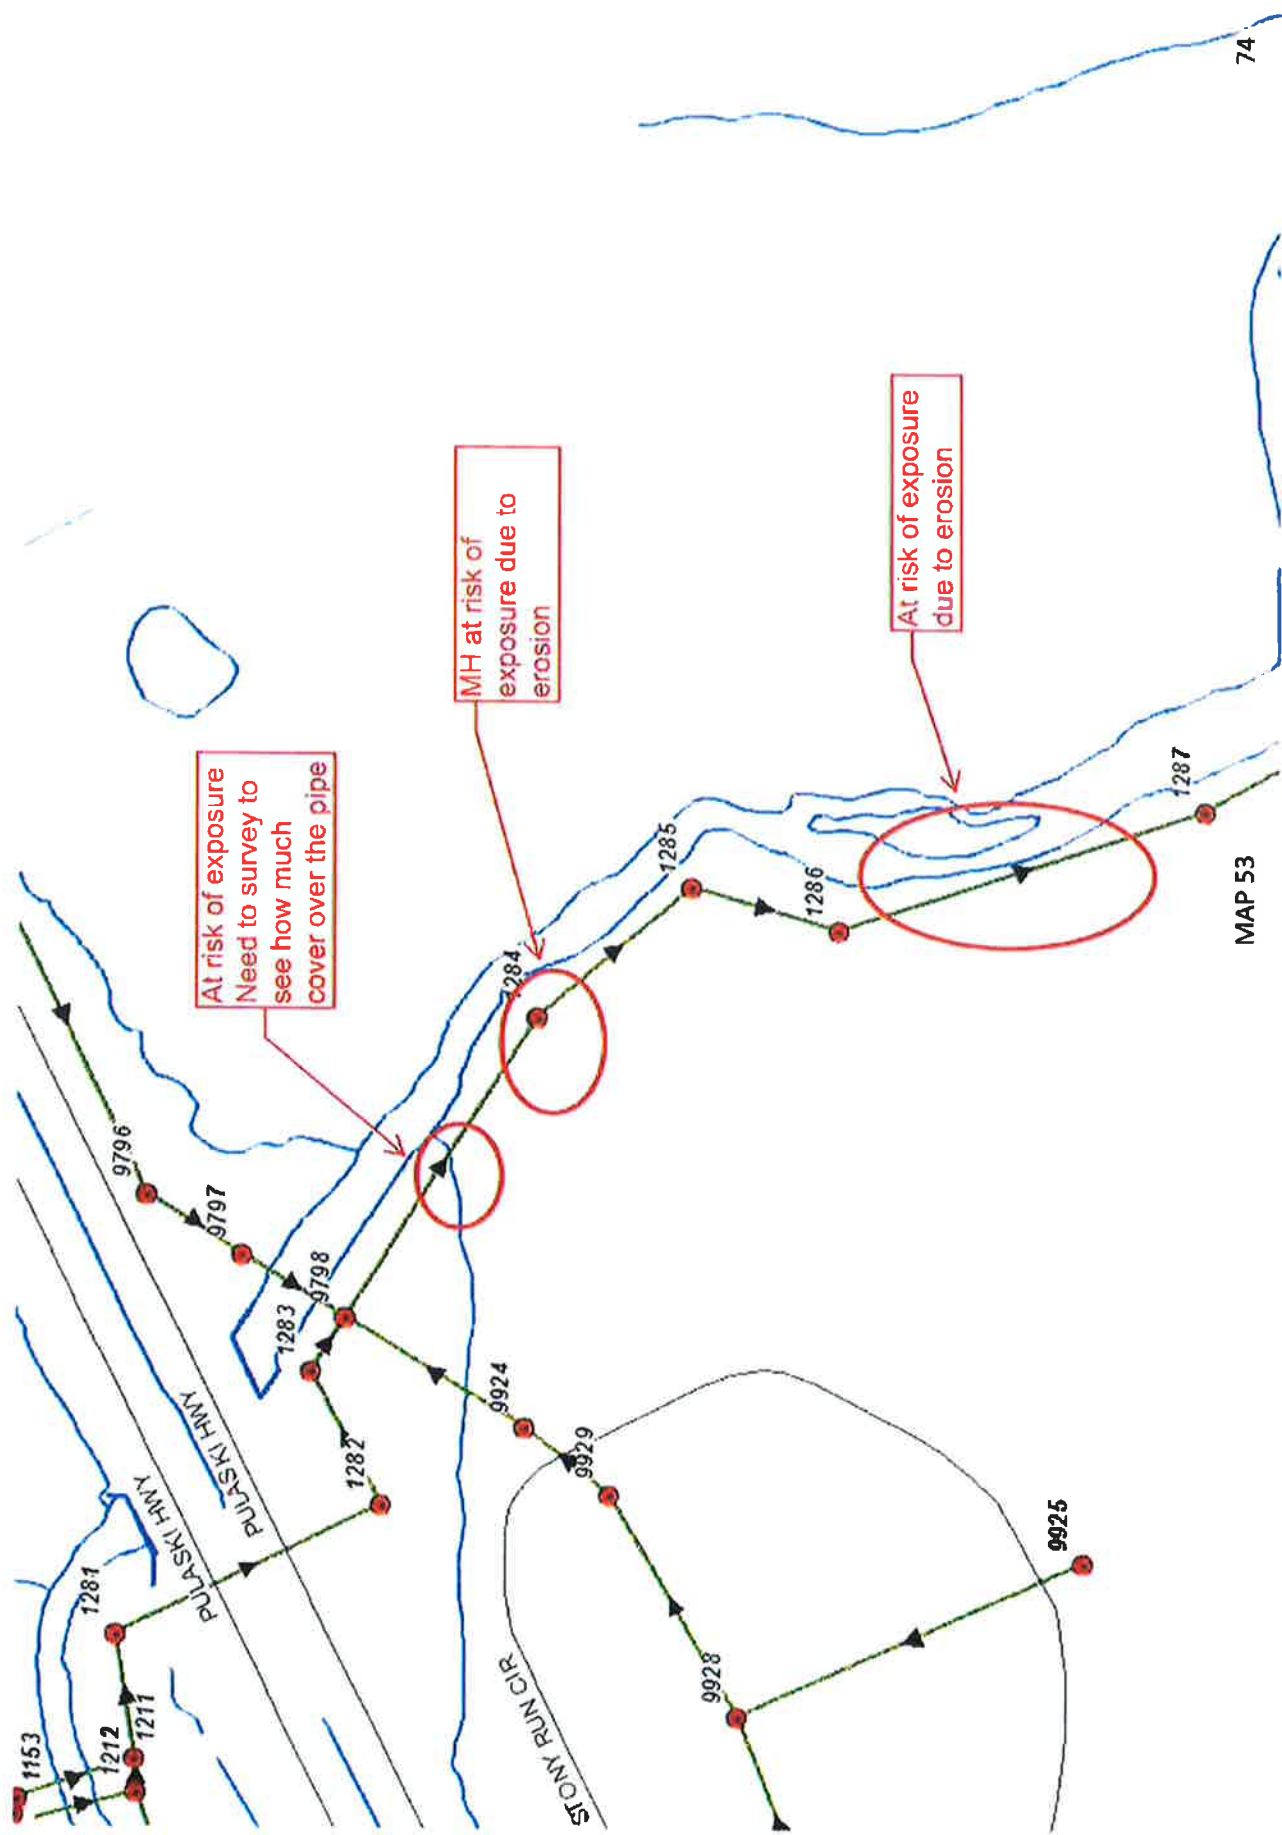 1153
1212
1211
1281
PULASKI HWY
PULASKI HWY
1282
1283
9798
9797
9796
At risk of exposure
Need to survey to
see how much
cover over the pipe
MH at risk of
exposure due to
erosion
At risk of exposure
due to erosion
1284
1285
1286
1287
STONY RUN CIR
9924
9929
9928
9925
MAP 53
74